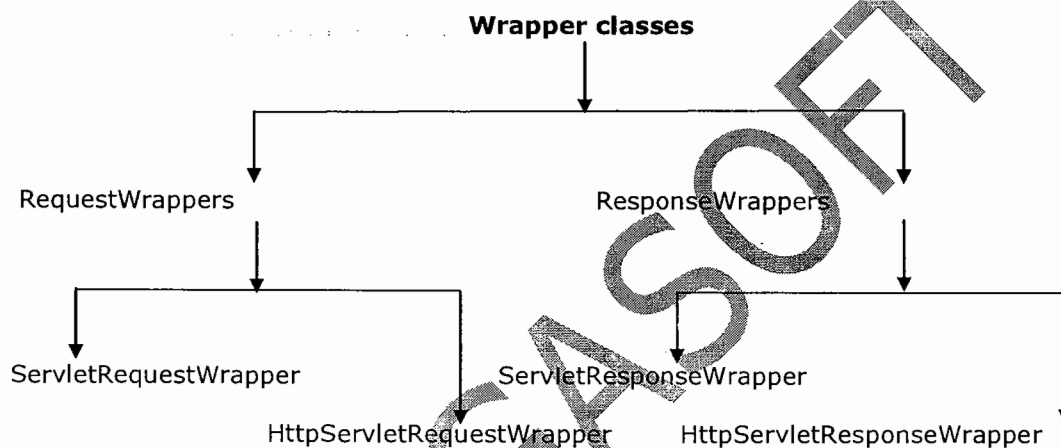 Wrapper classes
RequestWrappers
ResponseWrappers
ServletRequestWrapper
ServletResponseWrapper
HttpServletRequestWrapper
HttpServletResponseWrapper